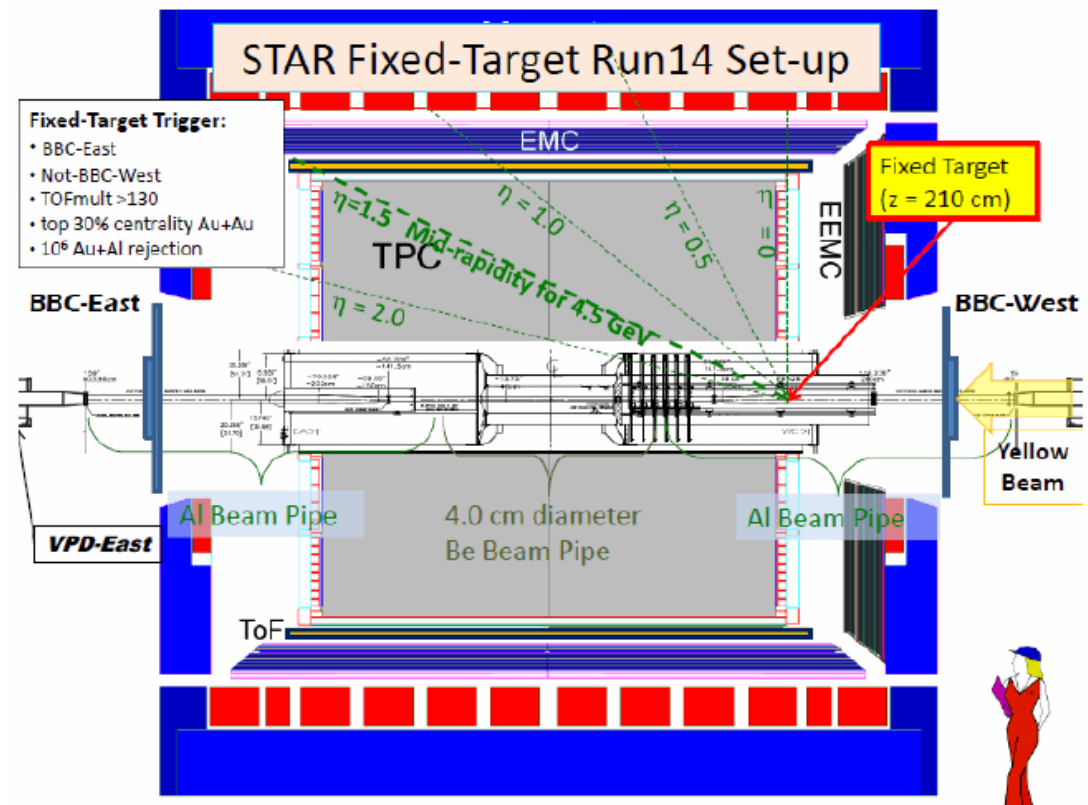 STAR Fixed-Target Run14 Set-up
Fixed-Target Trigger:
• BBC-East
• Not-BBC-West
• TOFmult >130
• top 30% centrality Au+Au
• 10⁶ Au+Al rejection
EMC
Fixed Target
(z = 210 cm)
η=1.5 Mid-rapidity for 4.5 GeV
η = 1.0
η = 0.5
η = 0
EEMC
TPC
η = 2.0
BBC-East
BBC-West
Yellow
Beam
Al Beam Pipe
4.0 cm diameter
Be Beam Pipe
Al Beam Pipe
VPD-East
ToF